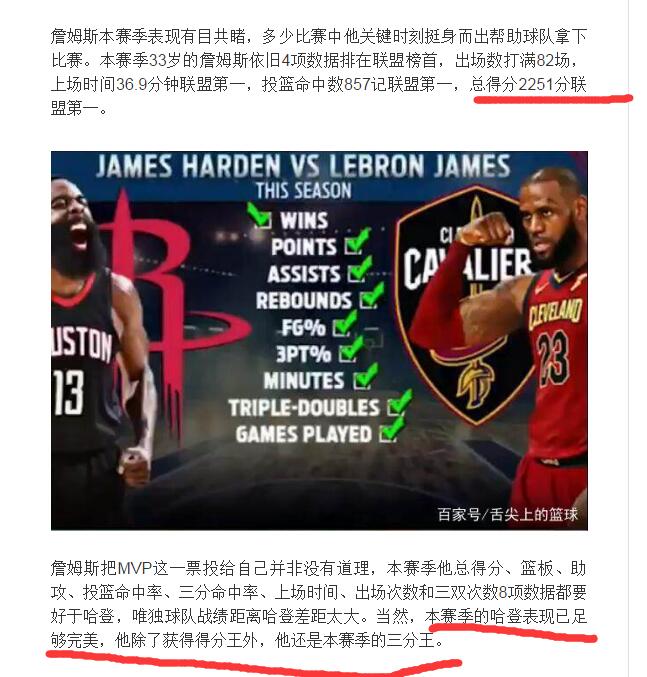 詹姆斯本赛季表现有目共睹，多少比赛中他关键时刻挺身而出帮助球队拿下
比赛。本赛季33岁的詹姆斯依旧4项数据排在联盟榜首，出场数打满82场，
上场时间36.9分钟联盟第一，投篮命中数857记联盟第一，总得分2251分联
盟第一。
JAMES HARDEN VS LEBRON JAMES
THIS SEASON
WINS
POINTS
ASSISTS
REBOUNDS
FG%
3PT%
MINUTES
TRIPLE-DOUBLES
GAMES PLAYED
USTON
13
CAVALIER
CLEVELAND
23
百家号/舌尖上的篮球
詹姆斯把MVP这一票投给自己并非没有道理，本赛季他总得分、篮板、助
攻、投篮命中率、三分命中率、上场时间、出场次数和三双次数8项数据都要
好于哈登，唯独球队战绩距离哈登差距太大。当然，本赛季的哈登表现已足
够完美，他除了获得得分王外，他还是本赛季的三分王。